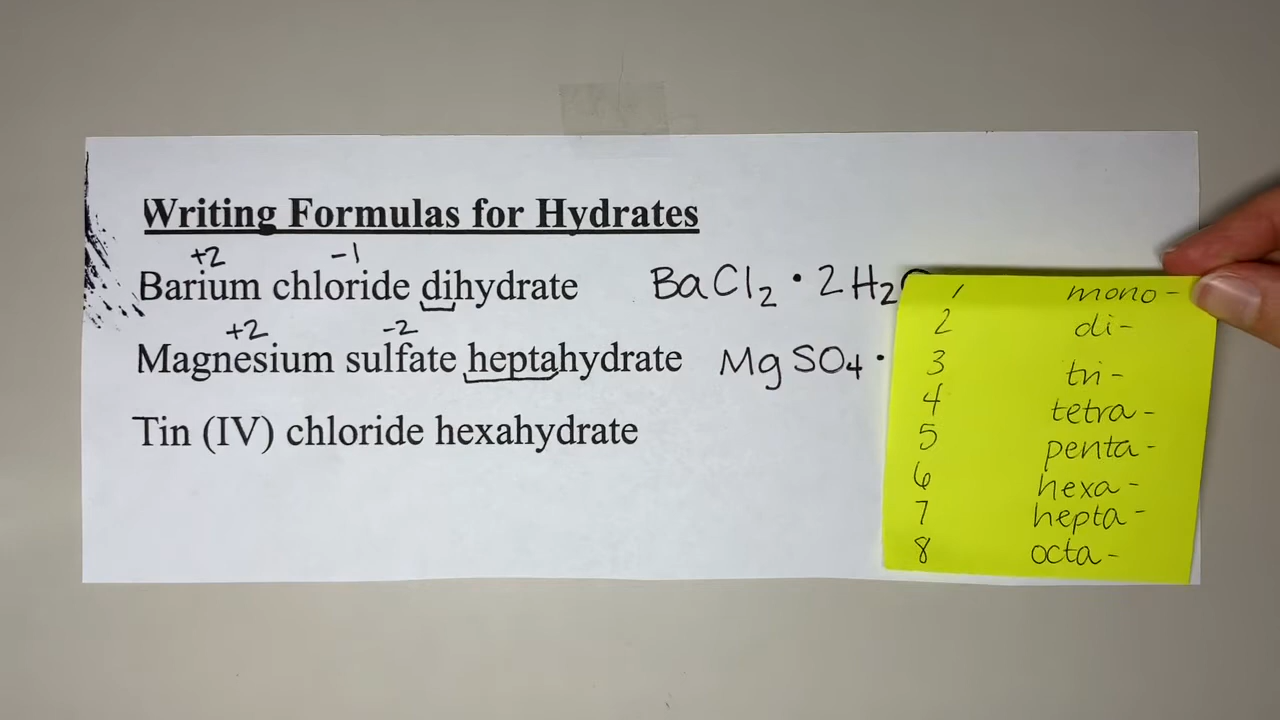 Writing Formulas for Hydrates
+2 -1
Barium chloride dihydrate BaCl₂ · 2H₂
+2 -2
Magnesium sulfate heptahydrate MgSO₄ ·
Tin (IV) chloride hexahydrate
1 mono-
2 di-
3 tri-
4 tetra-
5 penta-
6 hexa-
7 hepta-
8 octa-